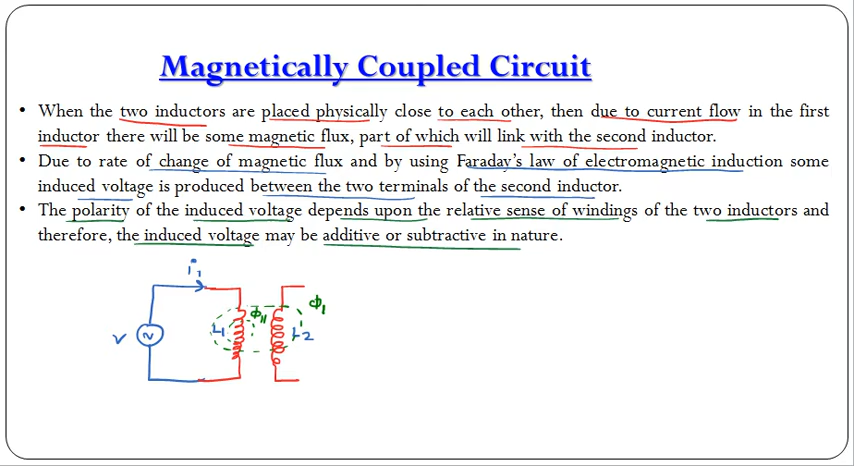 Magnetically Coupled Circuit
• When the two inductors are placed physically close to each other, then due to current flow in the first
inductor there will be some magnetic flux, part of which will link with the second inductor.
• Due to rate of change of magnetic flux and by using Faraday's law of electromagnetic induction some
induced voltage is produced between the two terminals of the second inductor.
• The polarity of the induced voltage depends upon the relative sense of windings of the two inductors and
therefore, the induced voltage may be additive or subtractive in nature.
i₁
ϕ₁
ϕ₁₁
V
L1
L2